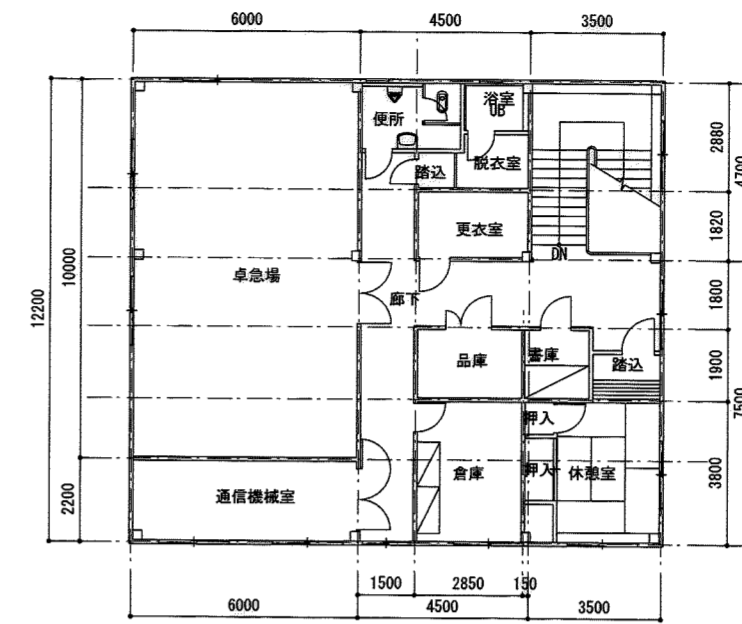 6000
4500
3500
便所
浴室
UB
脱衣室
踏込
更衣室
DN
卓急場
廊下
品庫
書庫
踏込
押入
押入
休憩室
倉庫
通信機械室
12200
10000
2200
2880
1820
1800
1900
3800
4700
7500
1500
2850
150
6000
4500
3500